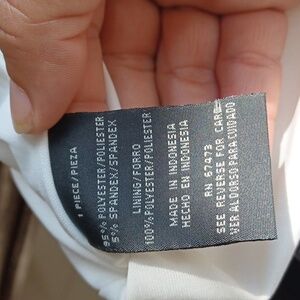 1 PIECE/PIEZA
95% POLYESTER/POLIESTER
5% SPANDEX/SPANDEX
LINING/FORRO
100% POLYESTER/POLIESTER
MADE IN INDONESIA
HECHO EN INDONESIA
RN 67473
SEE REVERSE FOR CARE
VER AL DORSO PARA CUIDADO